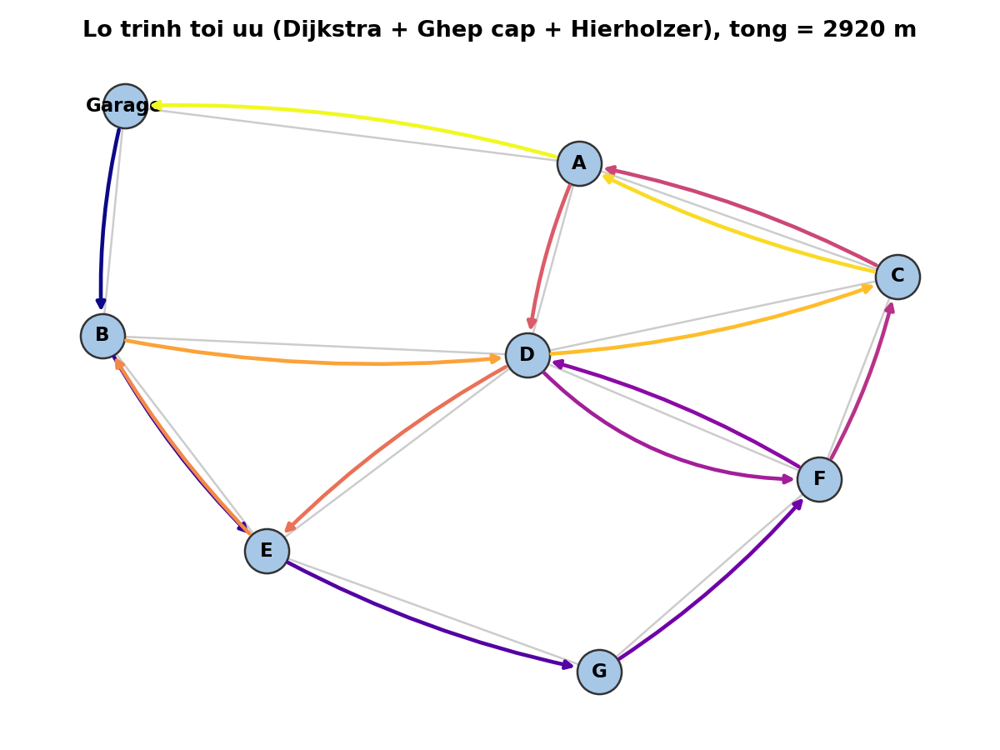 Lo trinh toi uu (Dijkstra + Ghep cap + Hierholzer), tong = 2920 m
Garage
A
C
B
D
F
E
G